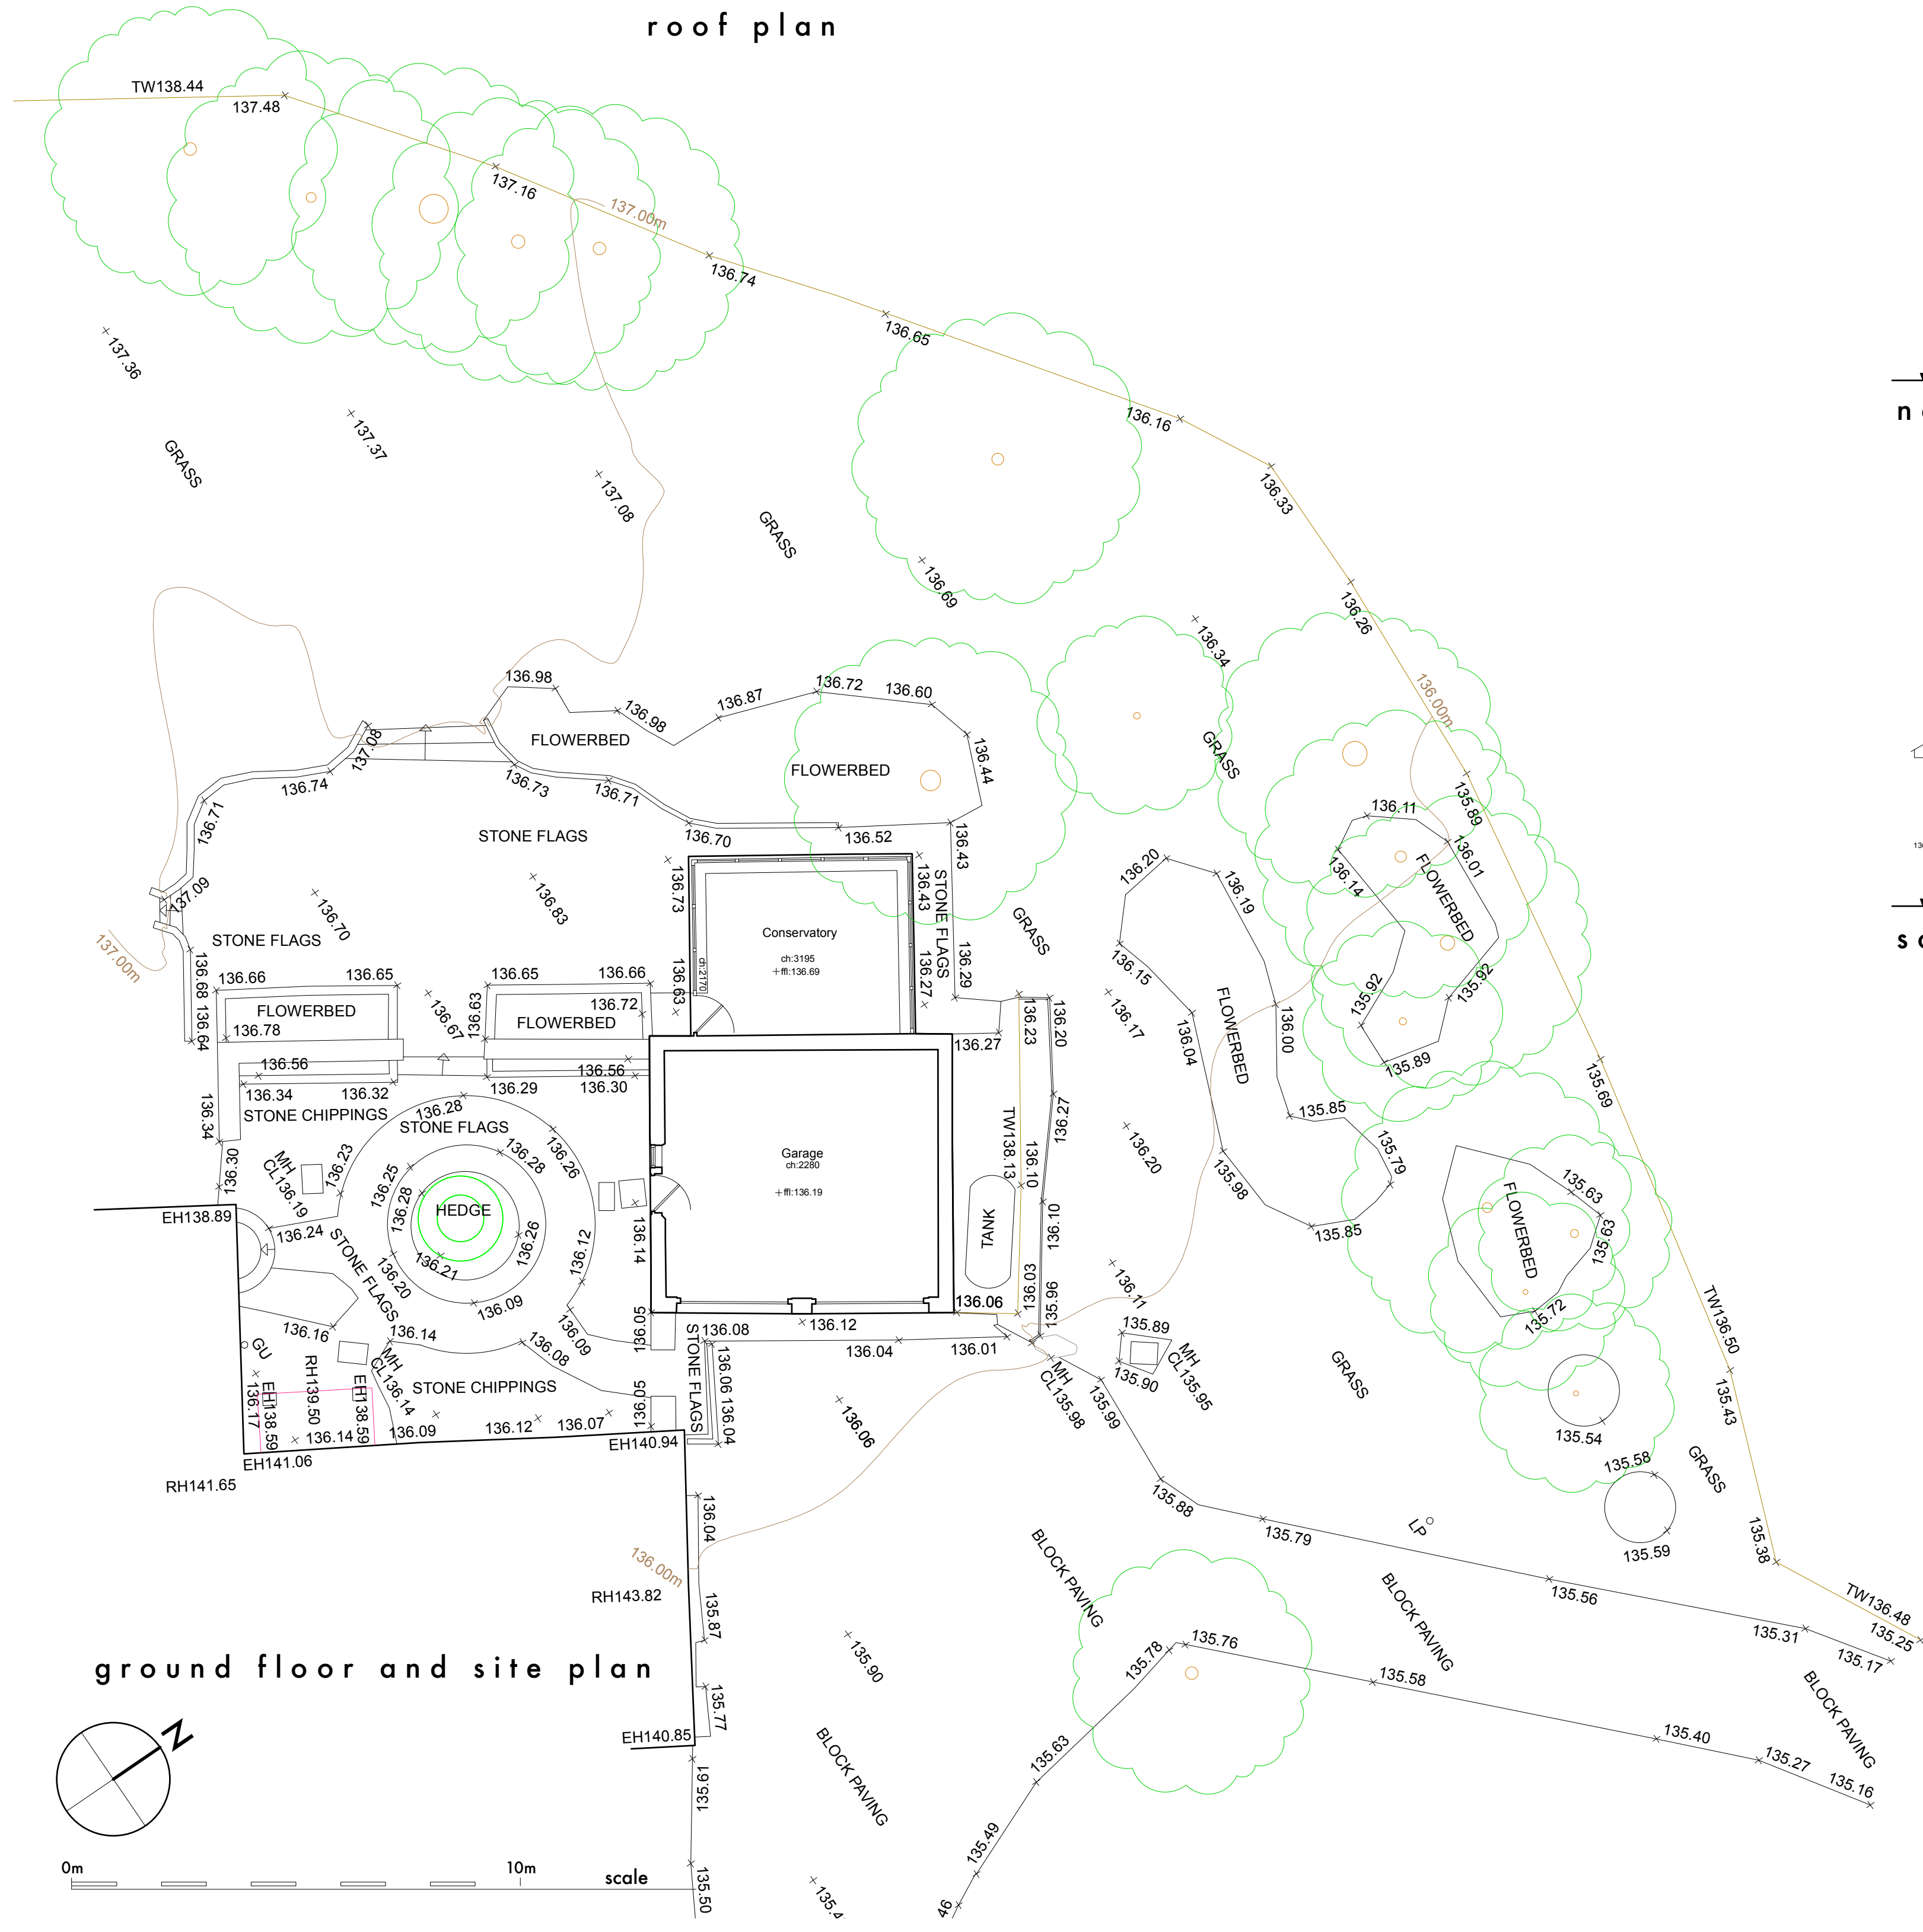 roof plan
TW138.44
137.48
137.16
137.00m
136.74
136.65
136.16
136.33
136.26
137.36
137.37
137.08
GRASS
GRASS
136.69
136.34
GRASS
136.00m
135.89
136.98
136.98
136.87
136.72
136.60
136.44
FLOWERBED
FLOWERBED
137.08
136.74
136.73
136.71
136.71
136.70
136.52
136.43
STONE FLAGS
136.11
136.01
136.14
FLOWERBED
135.92
135.92
135.89
136.20
136.19
136.15
136.04
FLOWERBED
136.00
135.85
135.79
135.98
135.85
137.09
136.70
136.83
136.73
136.43
STONE FLAGS
136.27
136.29
GRASS
Conservatory
ch:3195
ffl:136.69
ch:2170
STONE FLAGS
137.00m
136.68
136.64
136.66
136.65
136.65
136.66
136.63
136.63
136.67
136.72
FLOWERBED
FLOWERBED
136.78
136.56
136.56
136.34
136.32
136.29
136.30
136.27
136.23
136.20
136.17
136.20
135.69
STONE CHIPPINGS
136.34
136.30
136.28
STONE FLAGS
136.28
136.26
136.23
136.25
136.28
HEDGE
136.26
136.21
136.20
136.12
136.09
136.09
136.14
MH
CL136.19
EH138.89
136.24
STONE FLAGS
Garage
ch:2280
ffl:136.19
TW138.13
136.10
136.27
136.10
TANK
136.03
135.96
136.06
136.11
135.63
135.63
FLOWERBED
135.72
TW136.50
135.43
136.16
136.14
136.08
136.05
136.08
136.12
136.04
136.01
135.89
135.90
MH
CL135.95
MH
CL135.98
135.99
GRASS
GU
136.17
EH138.59
RH139.50
EH138.59
MH
CL136.14
STONE CHIPPINGS
136.05
STONE FLAGS
136.06
136.04
136.14
136.09
136.12
136.07
EH140.94
EH141.06
RH141.65
136.06
135.54
135.58
135.59
GRASS
LP
135.88
135.79
135.56
135.38
TW136.48
135.25
135.31
135.17
136.04
136.00m
RH143.82
135.87
BLOCK PAVING
BLOCK PAVING
BLOCK PAVING
135.90
135.78
135.76
135.58
135.40
135.27
135.16
135.77
EH140.85
135.61
BLOCK PAVING
135.63
135.49
46
135.50
135.4
ground floor and site plan
N
0m
10m
scale